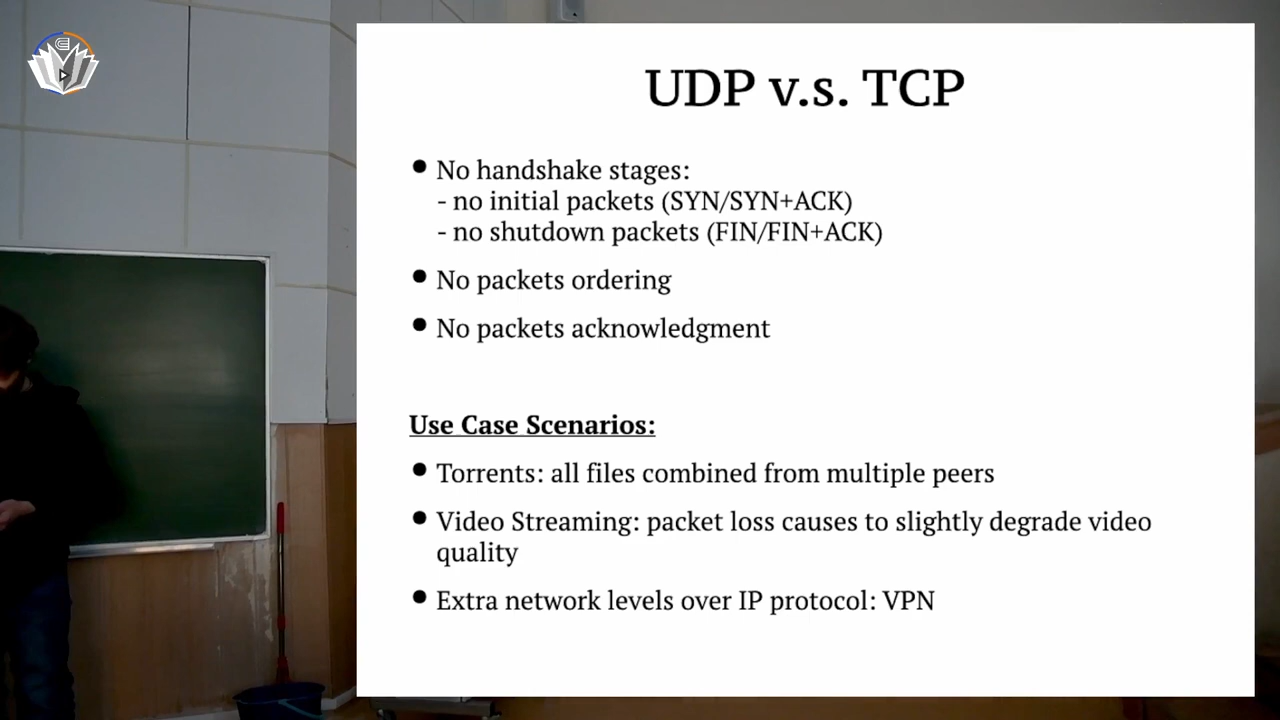 UDP v.s. TCP
● No handshake stages:
- no initial packets (SYN/SYN+ACK)
- no shutdown packets (FIN/FIN+ACK)
● No packets ordering
● No packets acknowledgment
Use Case Scenarios:
● Torrents: all files combined from multiple peers
● Video Streaming: packet loss causes to slightly degrade video
quality
● Extra network levels over IP protocol: VPN